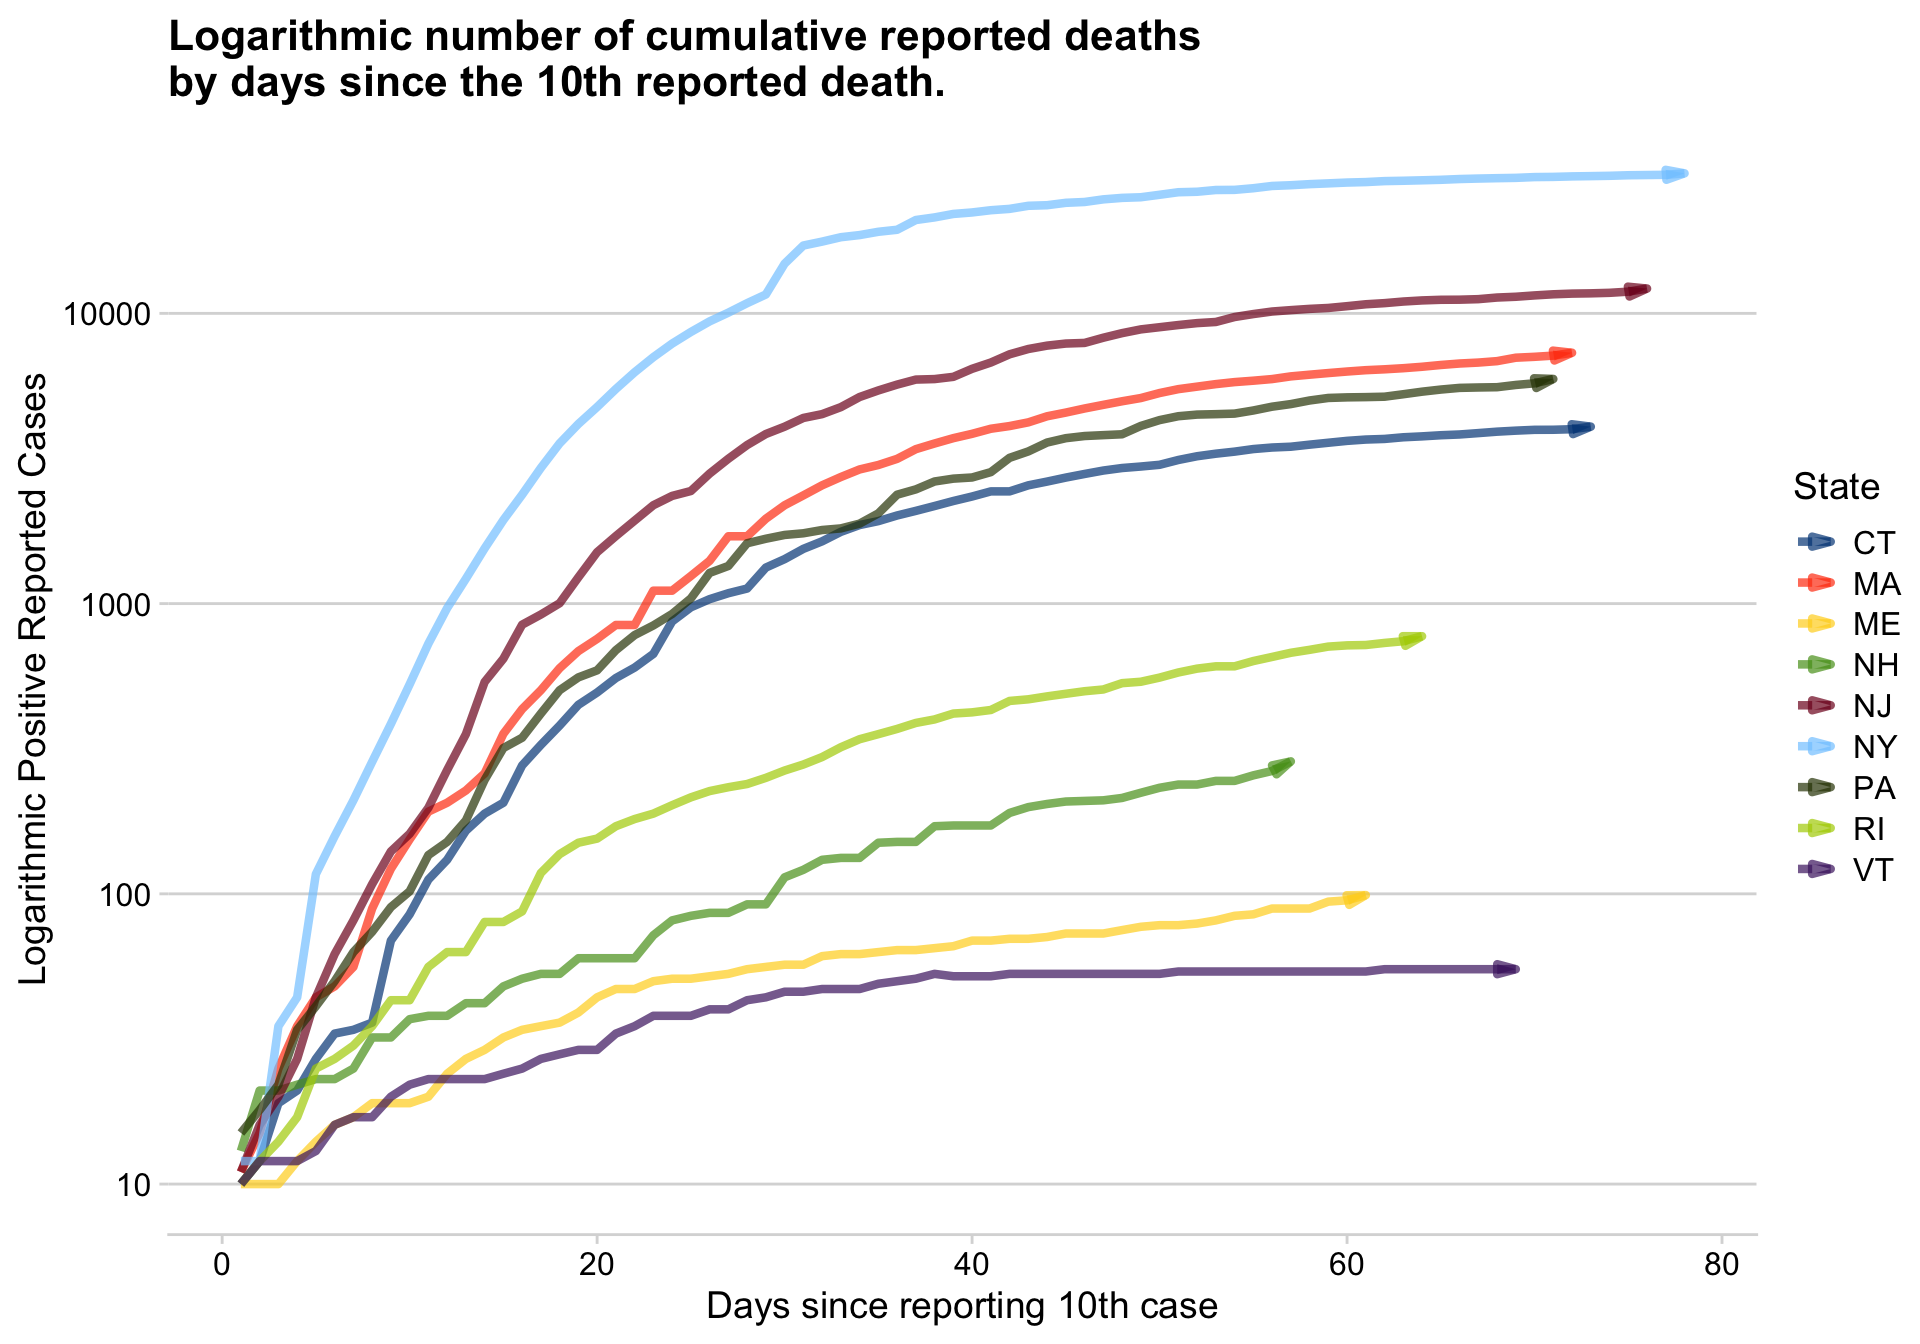 Logarithmic number of cumulative reported deaths
by days since the 10th reported death.
Logarithmic Positive Reported Cases
10000
1000
100
10
0
20
40
60
80
Days since reporting 10th case
State
CT
MA
ME
NH
NJ
NY
PA
RI
VT